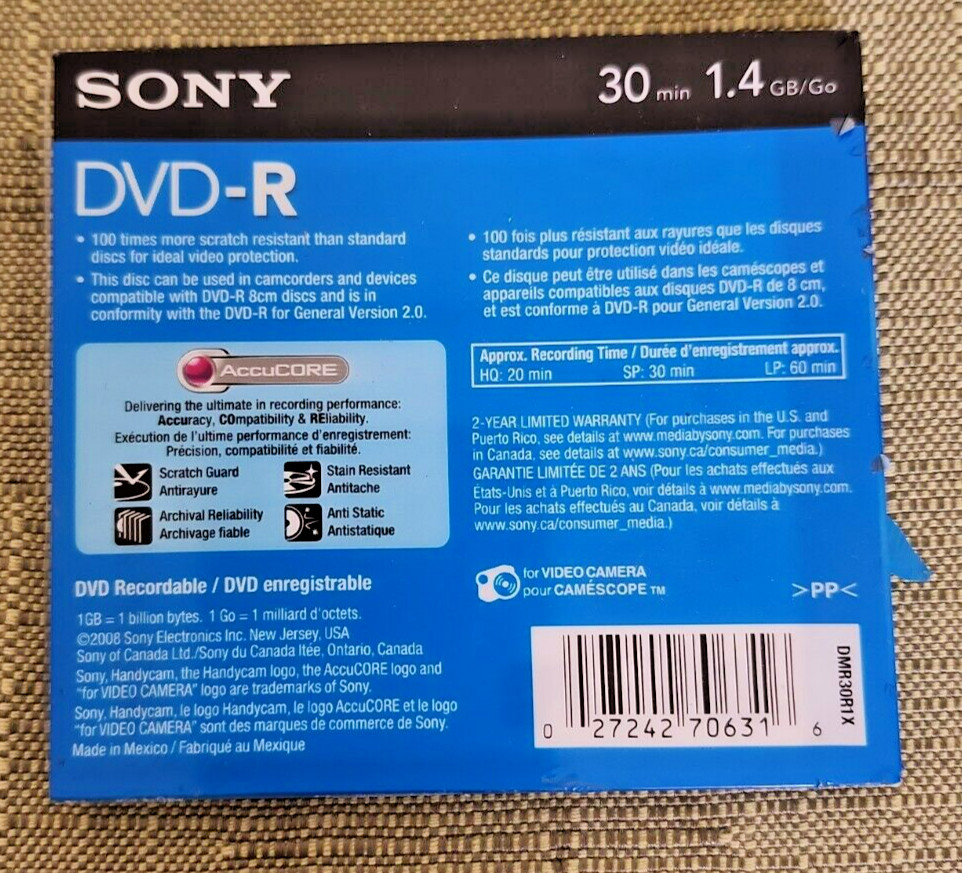 SONY
30 min 1.4 GB/Go
DVD-R
• 100 times more scratch resistant than standard
discs for ideal video protection.
• This disc can be used in camcorders and devices
compatible with DVD-R 8cm discs and is in
conformity with the DVD-R for General Version 2.0.
• 100 fois plus résistant aux rayures que les disques
standards pour protection vidéo idéale.
• Ce disque peut être utilisé dans les caméscopes et
appareils compatibles aux disques DVD-R de 8 cm,
et est conforme à DVD-R pour General Version 2.0.
AccuCORE
Delivering the ultimate in recording performance:
Accuracy, COmpatibility & REliability.
Exécution de l'ultime performance d'enregistrement:
Précision, compatibilité et fiabilité.
Scratch Guard
Antirayure
Stain Resistant
Antitache
Archival Reliability
Archivage fiable
Anti Static
Antistatique
Approx. Recording Time / Durée d'enregistrement approx.
HQ: 20 min SP: 30 min LP: 60 min
2-YEAR LIMITED WARRANTY (For purchases in the U.S. and
Puerto Rico, see details at www.mediabysony.com. For purchases
in Canada, see details at www.sony.ca/consumer_media.)
GARANTIE LIMITÉE DE 2 ANS (Pour les achats effectués aux
États-Unis et à Puerto Rico, voir détails à www.mediabysony.com.
Pour les achats effectués au Canada, voir détails à
www.sony.ca/consumer_media.)
for VIDEO CAMERA
pour CAMÉSCOPE TM
>PP<
DVD Recordable / DVD enregistrable
1GB = 1 billion bytes. 1 Go = 1 milliard d'octets.
©2008 Sony Electronics Inc. New Jersey, USA
Sony of Canada Ltd./Sony du Canada ltée, Ontario, Canada
Sony, Handycam, the Handycam logo, the AccuCORE logo and
"for VIDEO CAMERA" logo are trademarks of Sony.
Sony, Handycam, le logo Handycam, le logo AccuCORE et le logo
"for VIDEO CAMERA" sont des marques de commerce de Sony.
Made in Mexico / Fabriqué au Mexique
0 27242 70631 6
DMR30R1X